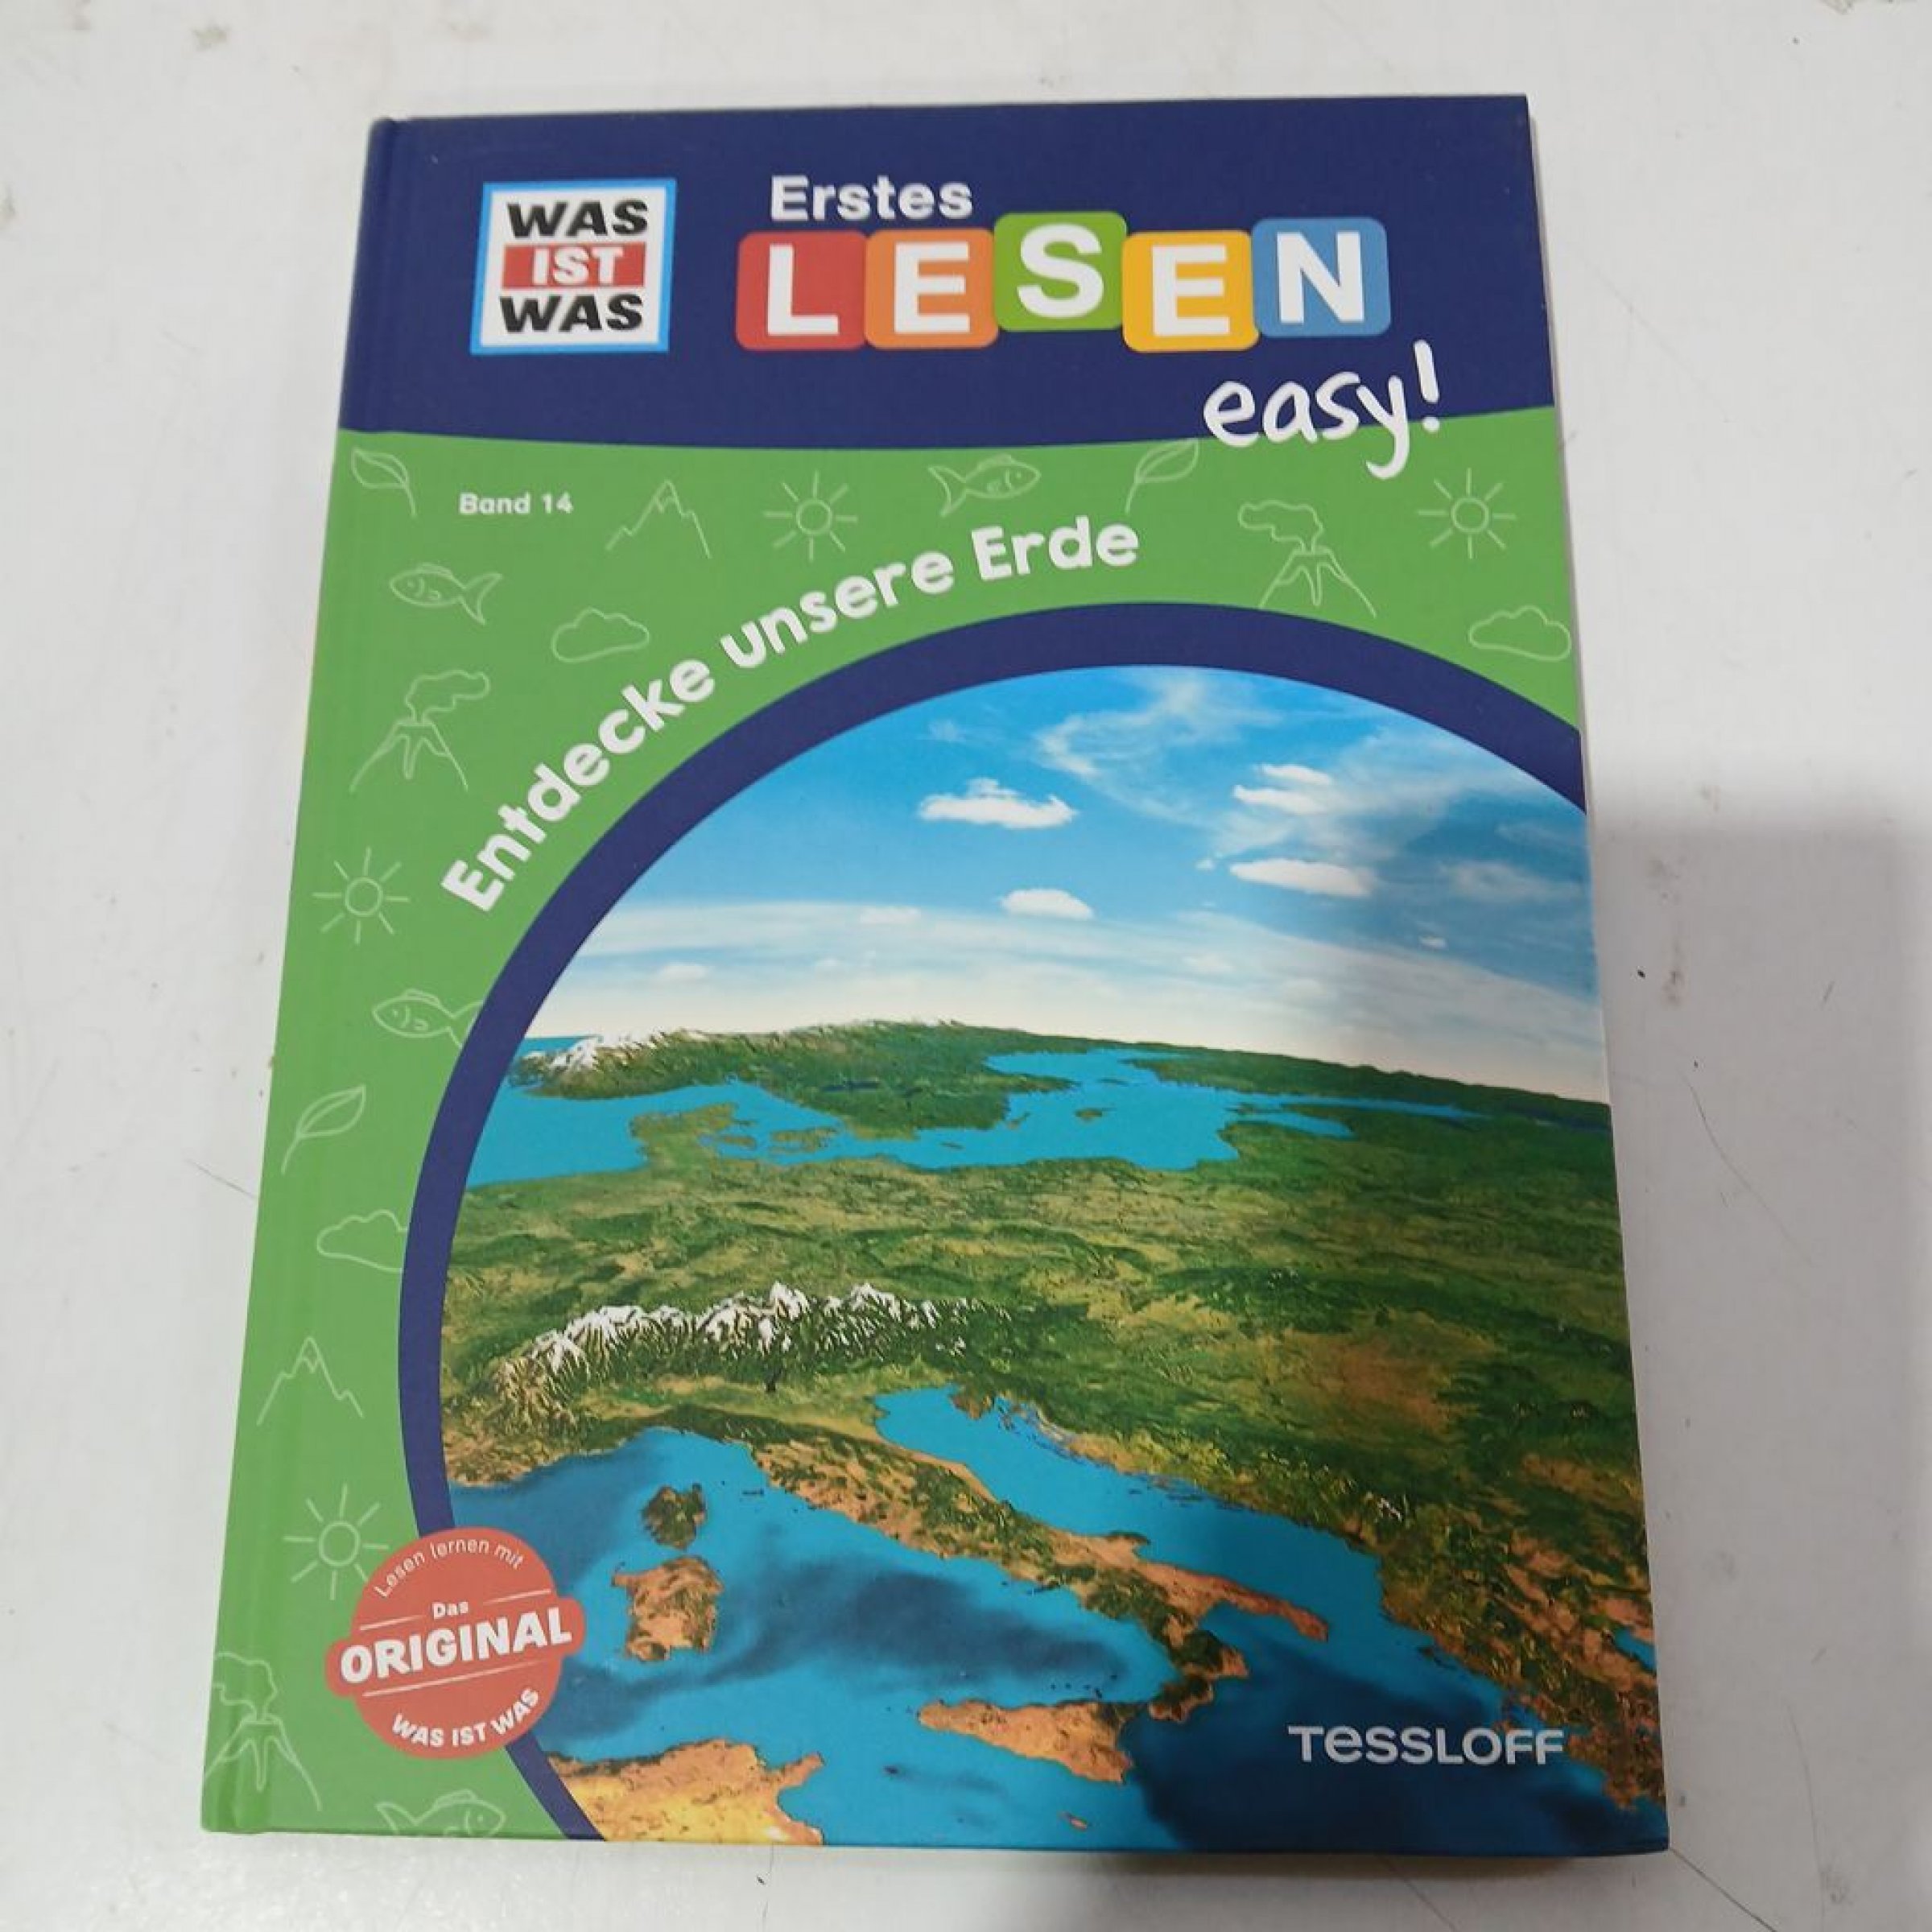 WAS
IST
WAS
Erstes
LESEN
easy!
Band 14
Entdecke unsere Erde
Lesen lernen mit
Das
ORIGINAL
WAS IST WAS
TESSLOFF